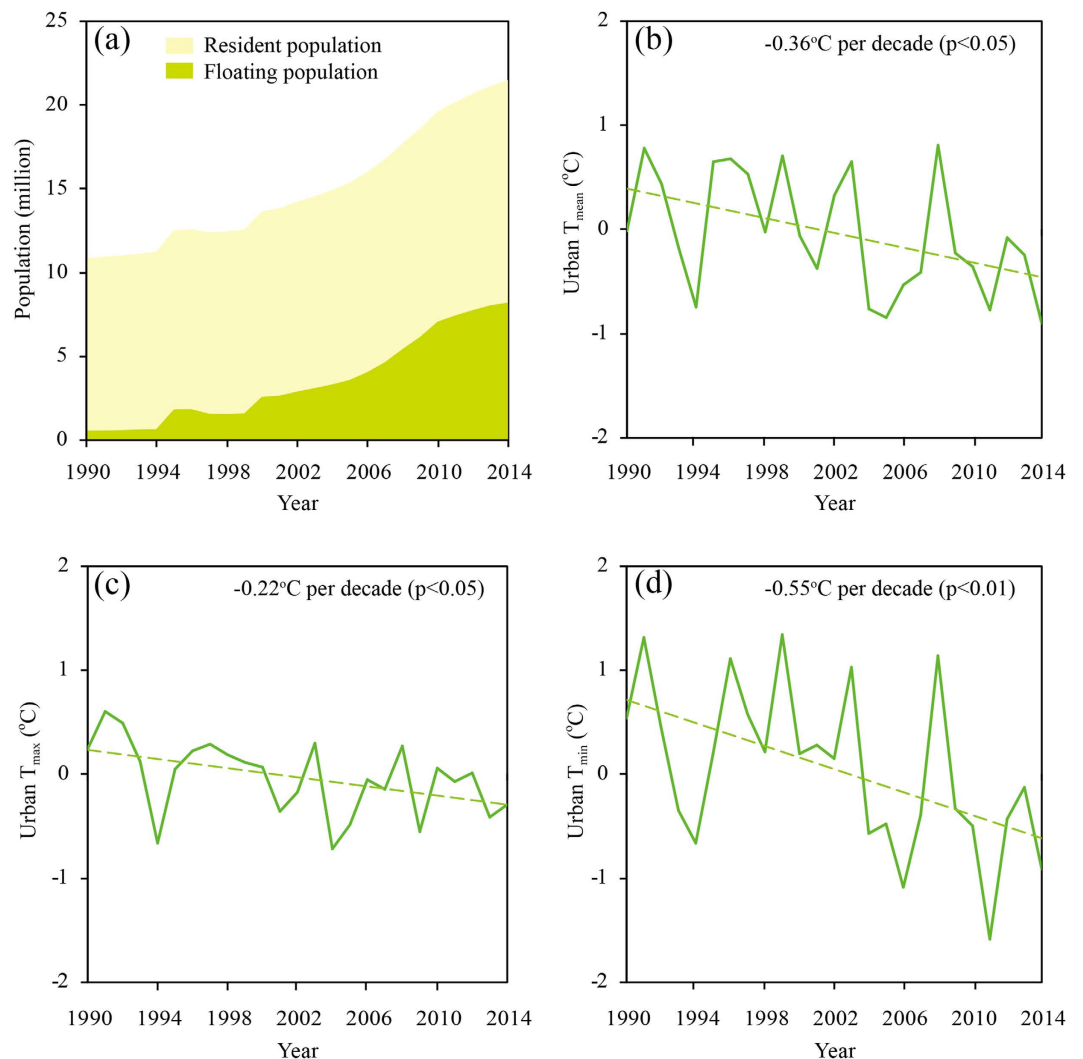 (a)
Resident population
Floating population
Population (million)
25
20
15
10
5
0
1990 1994 1998 2002 2006 2010 2014
Year
(b)
-0.36°C per decade (p<0.05)
Urban Tmean (°C)
2
1
0
-1
-2
1990 1994 1998 2002 2006 2010 2014
Year
(c)
-0.22°C per decade (p<0.05)
Urban Tmax (°C)
2
1
0
-1
-2
1990 1994 1998 2002 2006 2010 2014
Year
(d)
-0.55°C per decade (p<0.01)
Urban Tmin (°C)
2
1
0
-1
-2
1990 1994 1998 2002 2006 2010 2014
Year